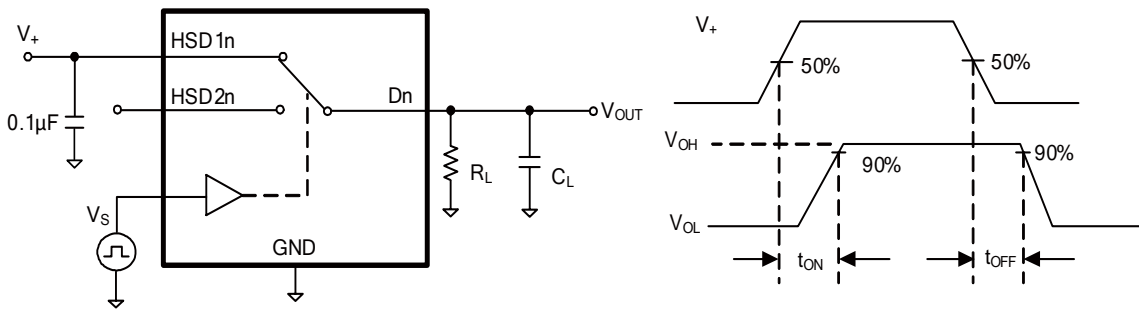 V+
HSD1n
HSD2n
Dn
VOUT
0.1µF
RL
CL
VS
GND
V+
50%
50%
VOH
90%
90%
VOL
tON
tOFF